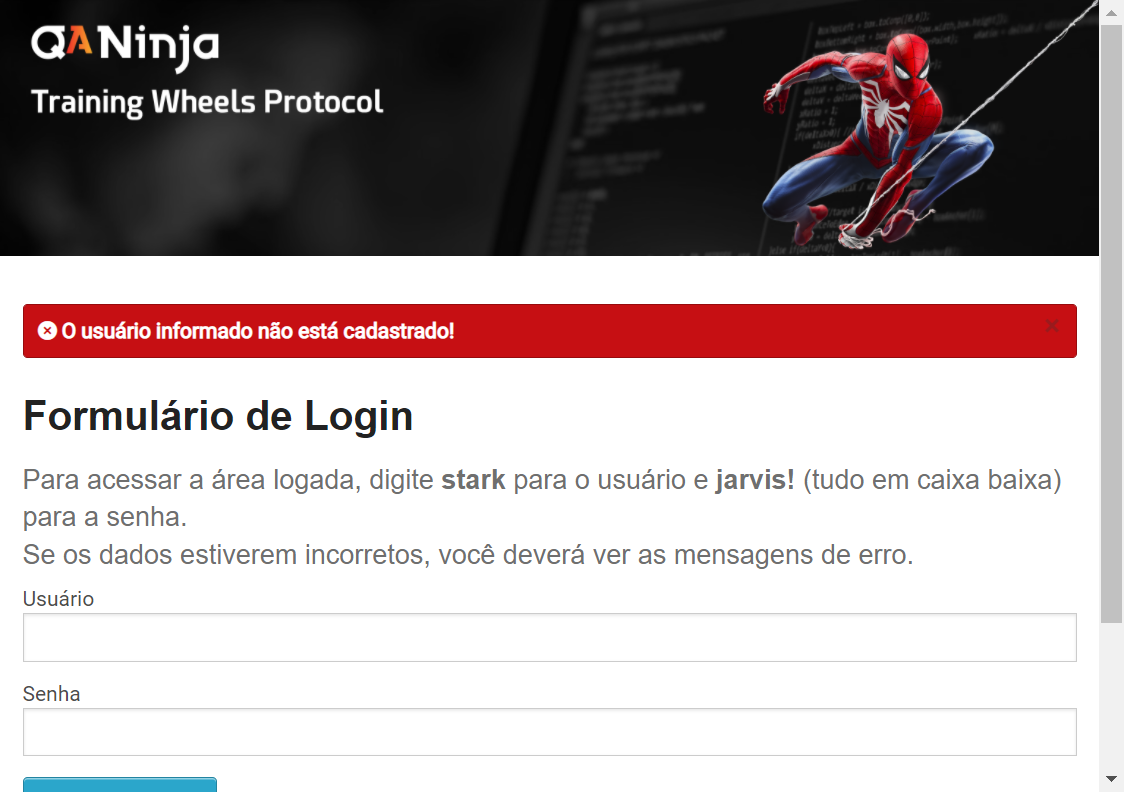 QANinja
Training Wheels Protocol
O usuário informado não está cadastrado!
Formulário de Login
Para acessar a área logada, digite stark para o usuário e jarvis! (tudo em caixa baixa)
para a senha.
Se os dados estiverem incorretos, você deverá ver as mensagens de erro.
Usuário
Senha